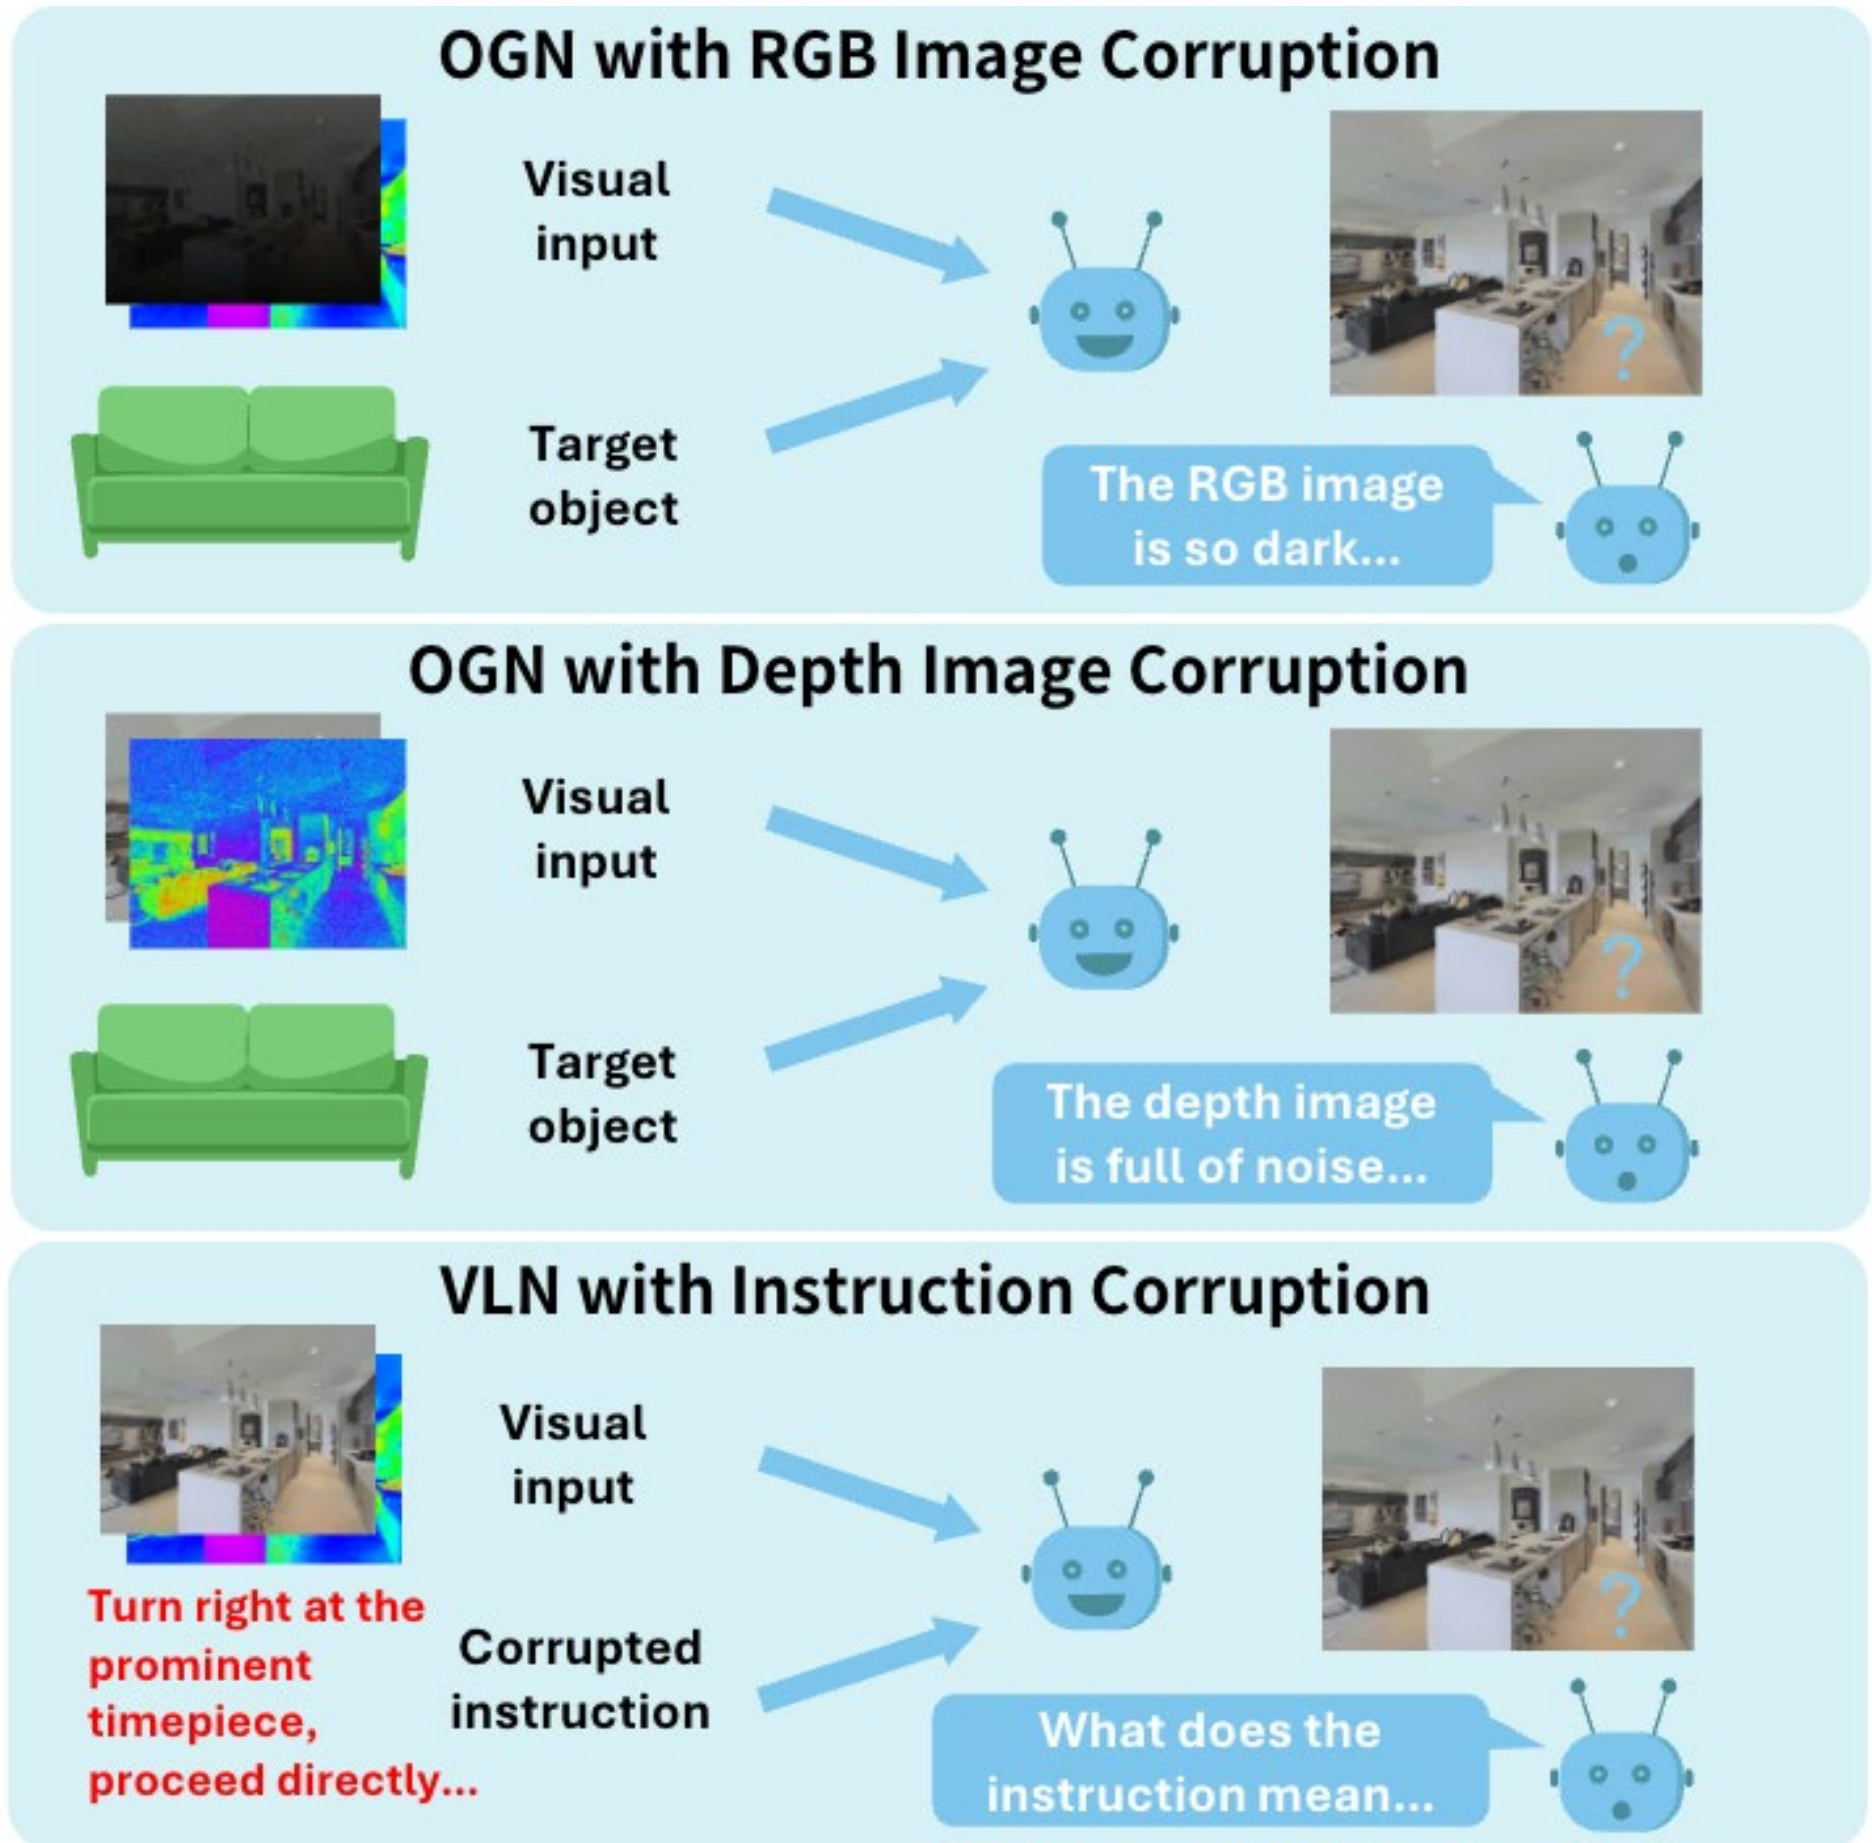 OGN with RGB Image Corruption
Visual
input
Target
object
?
The RGB image
is so dark...
OGN with Depth Image Corruption
Visual
input
Target
object
?
The depth image
is full of noise...
VLN with Instruction Corruption
Visual
input
Turn right at the
prominent
timepiece,
proceed directly...
Corrupted
instruction
?
What does the
instruction mean...